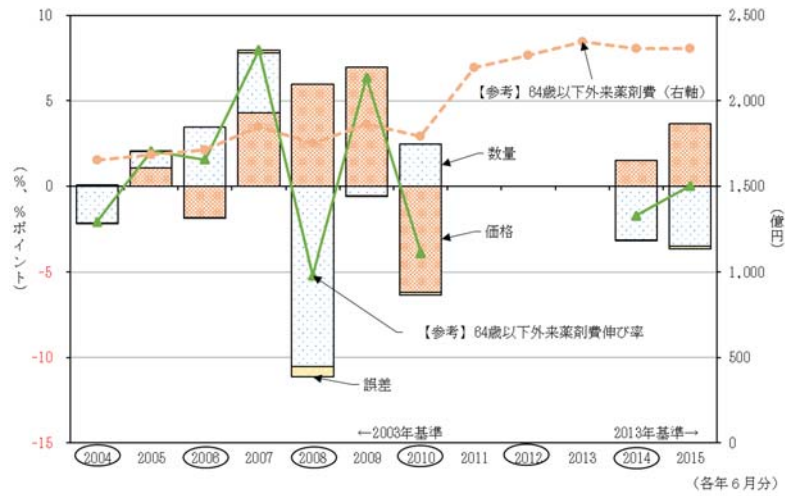 10
5
0
-5
-10
-15
(%、%ポイント)
2,500
2,000
1,500
1,000
500
0
(億円)
【参考】64歳以下外来薬剤費(右軸)
数量
価格
【参考】64歳以下外来薬剤費伸び率
誤差
←2003年基準
2013年基準→
2004 2005 2006 2007 2008 2009 2010 2011 2012 2013 2014 2015
(各年6月分)